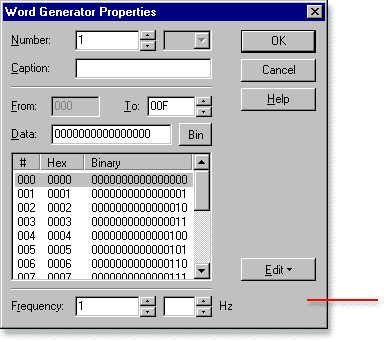 Word Generator Properties
Number: 1
OK
Caption:
Cancel
From: 000 To: 00F
Help
Data: 0000000000000000 Bin
# Hex Binary
000 0000 0000000000000000
001 0001 0000000000000001
002 0002 0000000000000010
003 0003 0000000000000011
004 0004 0000000000000100
005 0005 0000000000000101
006 0006 0000000000000110
007 0007 0000000000000111
Edit
Frequency: 1 Hz